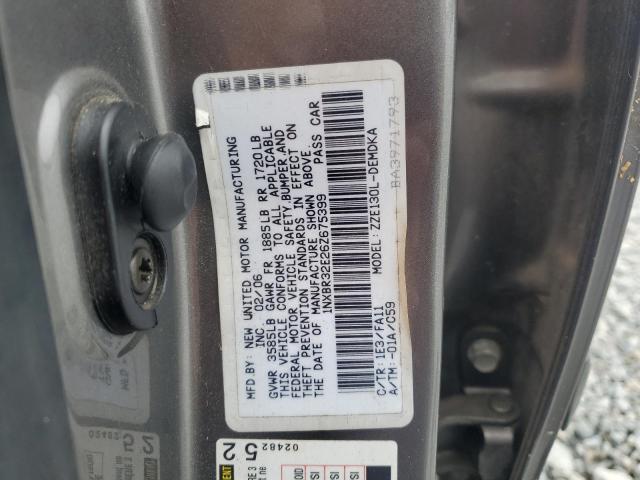 MFD BY: NEW UNITED MOTOR MANUFACTURING
INC. 02/06
GVWR 3585LB GAWR FR 1885LB RR 1720LB
THIS VEHICLE CONFORMS TO ALL APPLICABLE
FEDERAL MOTOR VEHICLE SAFETY,BUMPER,AND
THEFT PREVENTION STANDARDS IN EFFECT ON
THE DATE OF MANUFACTURE SHOWN ABOVE.
1NXBR32E26Z675399 PASS CAR
MODEL: ZZE130L-DEMDKA
C/TR:1E3/FA11
A/TM:-01A/C59
BA3971793
02482
52